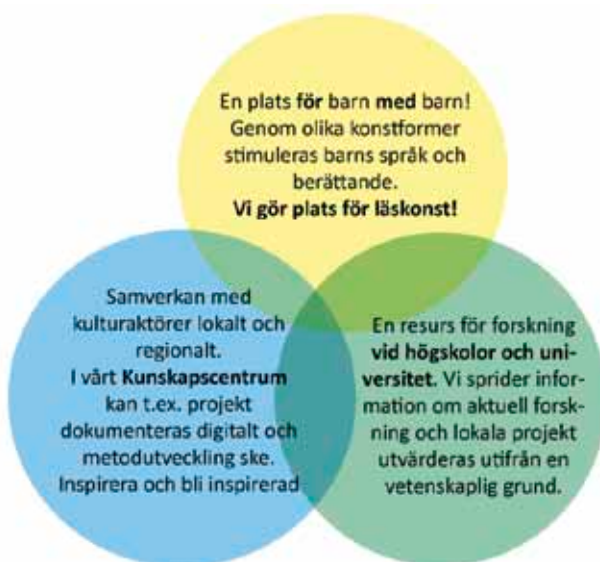 En plats för barn med barn!
Genom olika konstformer
stimuleras barns språk och
berättande.
Vi gör plats för läskonst!
Samverkan med
kulturaktörer lokalt och
regionalt.
I vårt Kunskapscentrum
kan t.ex. projekt
dokumenteras digitalt och
metodutveckling ske.
Inspirera och bli inspirerad
En resurs för forskning
vid högskolor och uni-
versitet. Vi sprider infor-
mation om aktuell forsk-
ning och lokala projekt
utvärderas utifrån en
vetenskaplig grund.